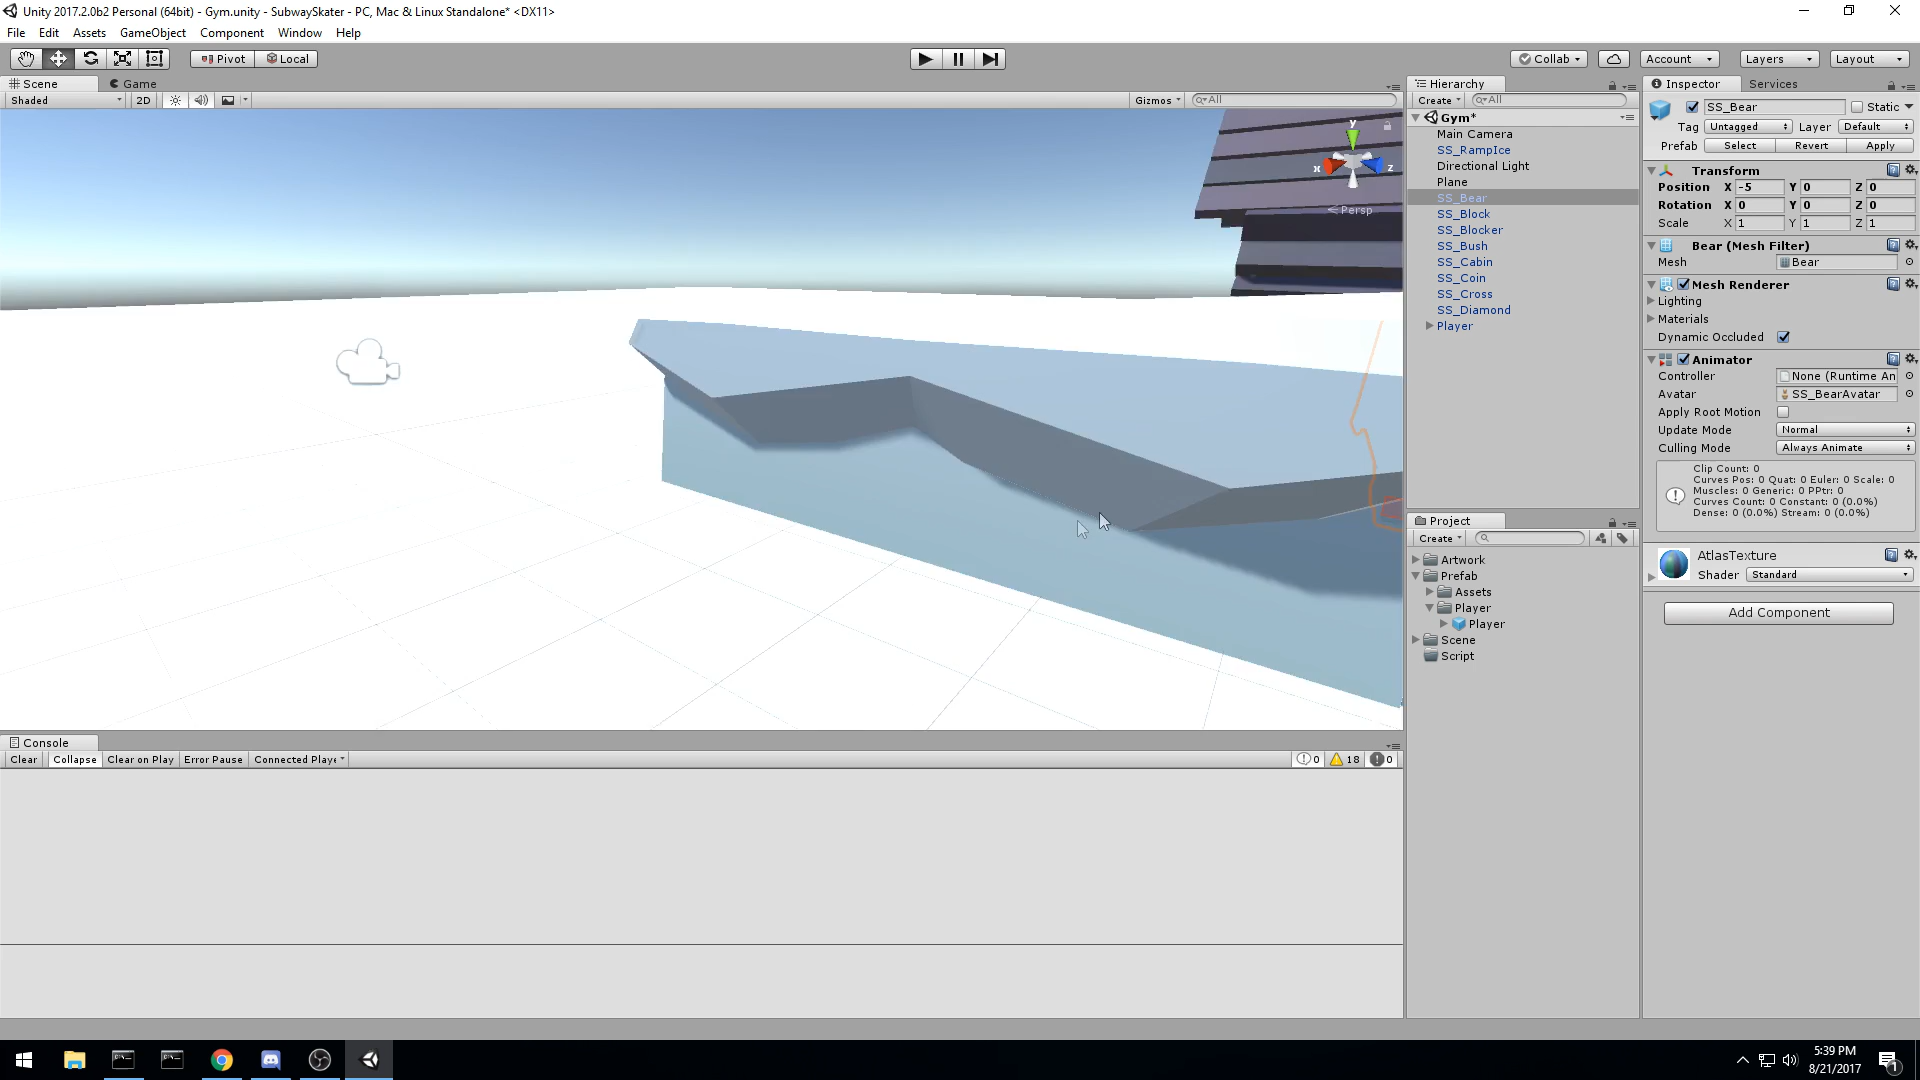 Unity 2017.2.0b2 Personal (64bit) - Gym.unity - SubwaySkater - PC, Mac & Linux Standalone* <DX11>
File Edit Assets GameObject Component Window Help
Pivot Local Collab Account Layers Layout
Scene Game
Shaded 2D Gizmos All
y
x z
Persp
Hierarchy
Create All
Gym*
Main Camera
SS_RampIce
Directional Light
Plane
SS_Bear
SS_Block
SS_Blocker
SS_Bush
SS_Cabin
SS_Coin
SS_Cross
SS_Diamond
Player
Project
Create
Artwork
Prefab
Assets
Player
Player
Scene
Script
Inspector Services
SS_Bear Static
Tag Untagged Layer Default
Prefab Select Revert Apply
Transform
Position X -5 Y 0 Z 0
Rotation X 0 Y 0 Z 0
Scale X 1 Y 1 Z 1
Bear (Mesh Filter)
Mesh Bear
Mesh Renderer
Lighting
Materials
Dynamic Occluded
Animator
Controller None (Runtime An
Avatar SS_BearAvatar
Apply Root Motion
Update Mode Normal
Culling Mode Always Animate
Clip Count: 0
Curves Pos: 0 Quat: 0 Euler: 0 Scale: 0
Muscles: 0 Generic: 0 PPtr: 0
Curves Count: 0 Constant: 0 (0.0%)
Dense: 0 (0.0%) Stream: 0 (0.0%)
AtlasTexture
Shader Standard
Add Component
Console
Clear Collapse Clear on Play Error Pause Connected Playe 0 18 0
5:39 PM
8/21/2017
1